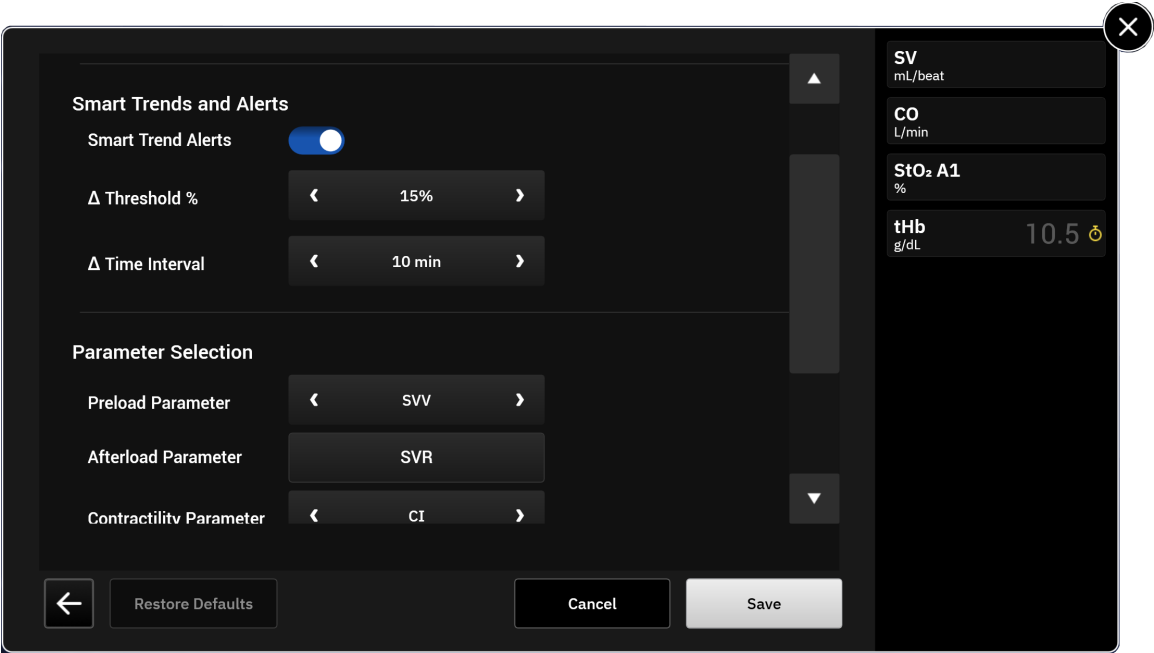 Smart Trends and Alerts
Smart Trend Alerts
Δ Threshold %
15%
Δ Time Interval
10 min
Parameter Selection
Preload Parameter
SVV
Afterload Parameter
SVR
Contractility Parameter
CI
Restore Defaults
Cancel
Save
SV
mL/beat
CO
L/min
StO₂ A1
%
tHb
g/dL
10.5